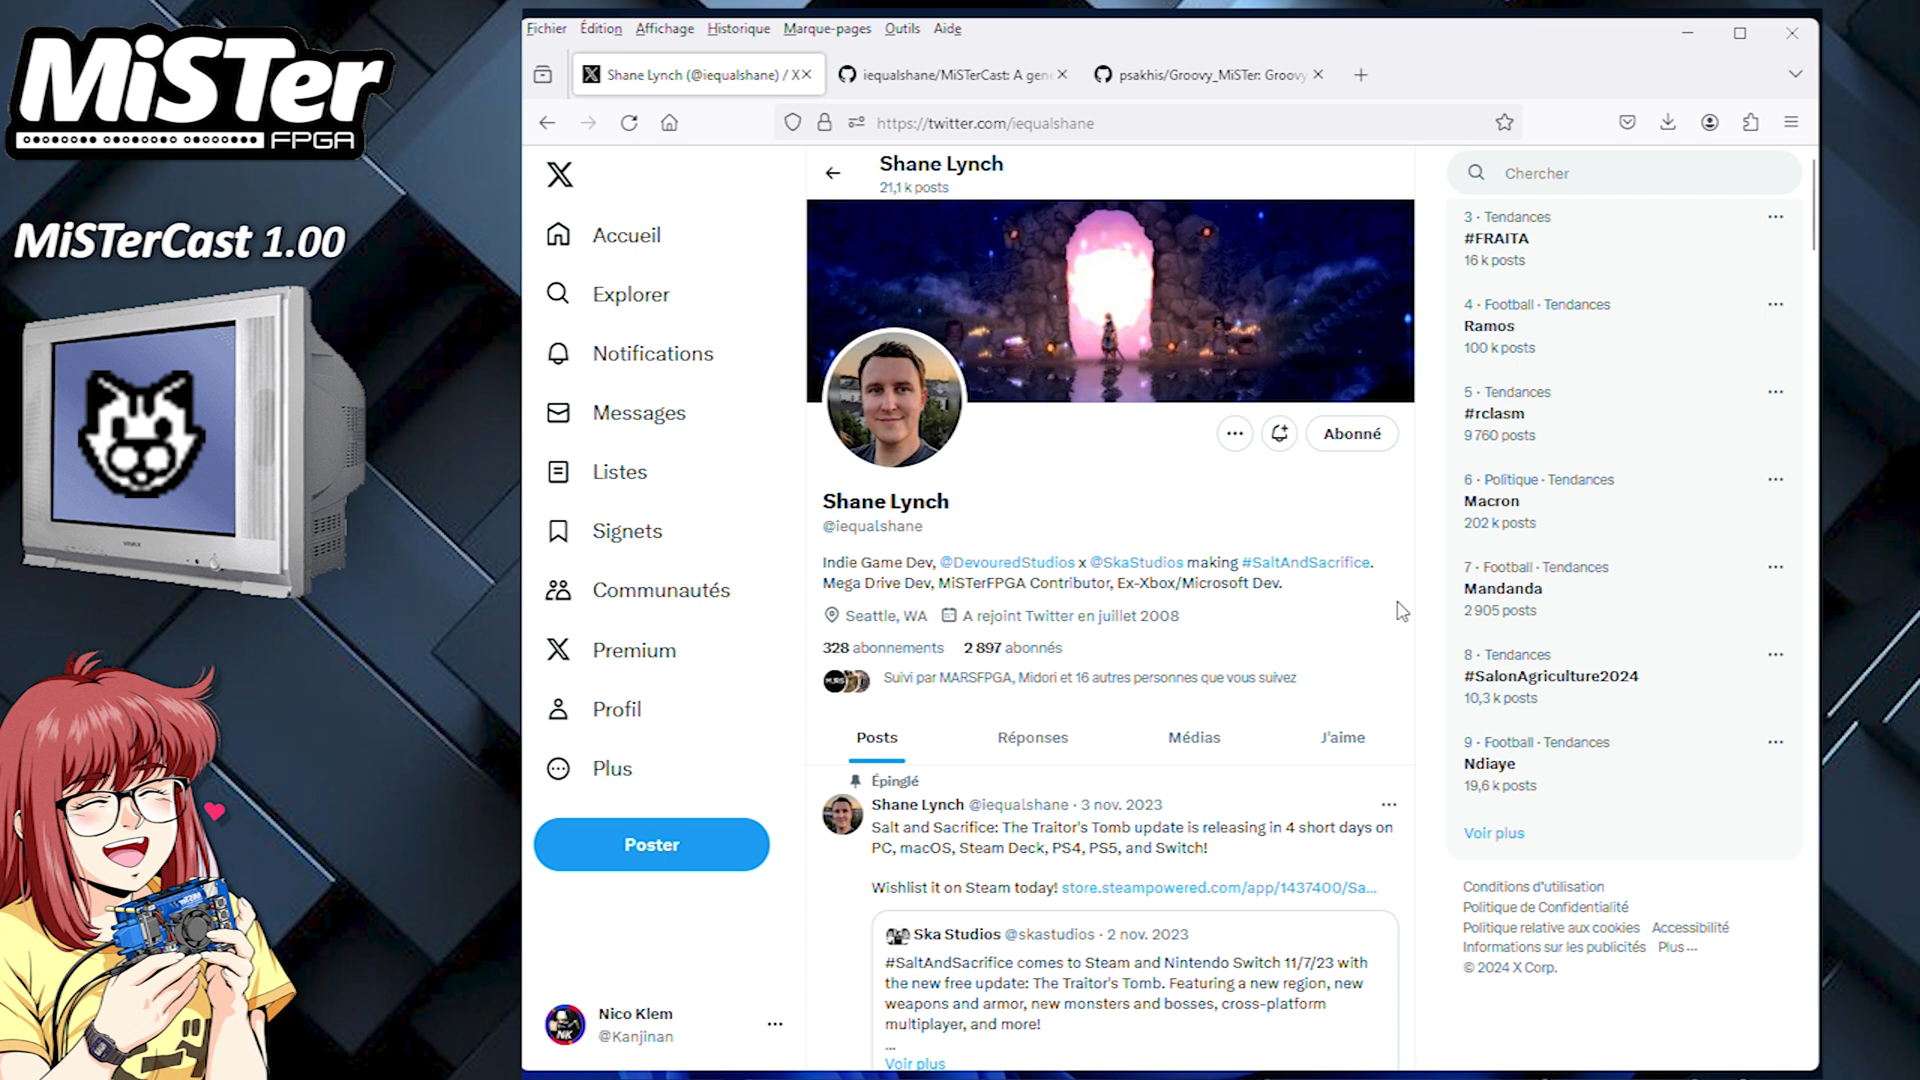 MiSTer
FPGA
MiSTerCast 1.00
Fichier Édition Affichage Historique Marque-pages Outils Aide
Shane Lynch (@iequalshane) / X
iequalshane/MiSTerCast: A gen
psakhis/Groovy_MiSTer: Groovy
https://twitter.com/iequalshane
Accueil
Explorer
Notifications
Messages
Listes
Signets
Communautés
Premium
Profil
Plus
Poster
Nico Klem
@Kanjinan
Shane Lynch
21,1 k posts
Abonné
Shane Lynch
@iequalshane
Indie Game Dev, @DevouredStudios x @SkaStudios making #SaltAndSacrifice.
Mega Drive Dev, MiSTerFPGA Contributor, Ex-Xbox/Microsoft Dev.
Seattle, WA A rejoint Twitter en juillet 2008
328 abonnements 2 897 abonnés
Suivi par MARSFPGA, Midori et 16 autres personnes que vous suivez
Posts Réponses Médias J'aime
Épinglé
Shane Lynch @iequalshane · 3 nov. 2023
Salt and Sacrifice: The Traitor's Tomb update is releasing in 4 short days on
PC, macOS, Steam Deck, PS4, PS5, and Switch!
Wishlist it on Steam today! store.steampowered.com/app/1437400/Sa...
Ska Studios @skastudios · 2 nov. 2023
#SaltAndSacrifice comes to Steam and Nintendo Switch 11/7/23 with
the new free update: The Traitor's Tomb. Featuring a new region, new
weapons and armor, new monsters and bosses, cross-platform
multiplayer, and more!
...
Voir plus
Chercher
3 · Tendances
#FRAITA
16 k posts
4 · Football · Tendances
Ramos
100 k posts
5 · Tendances
#rclasm
9 760 posts
6 · Politique · Tendances
Macron
202 k posts
7 · Football · Tendances
Mandanda
2 905 posts
8 · Tendances
#SalonAgriculture2024
10,3 k posts
9 · Football · Tendances
Ndiaye
19,6 k posts
Voir plus
Conditions d'utilisation
Politique de Confidentialité
Politique relative aux cookies Accessibilité
Informations sur les publicités Plus...
© 2024 X Corp.